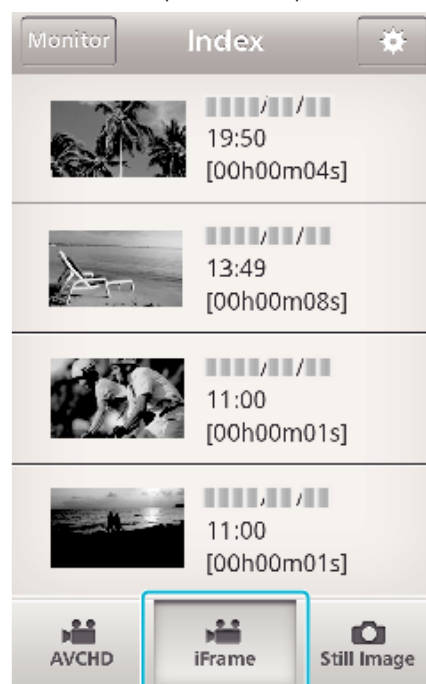 Monitor Index
19:50
[00h00m04s]
13:49
[00h00m08s]
11:00
[00h00m01s]
11:00
[00h00m01s]
AVCHD iFrame Still Image